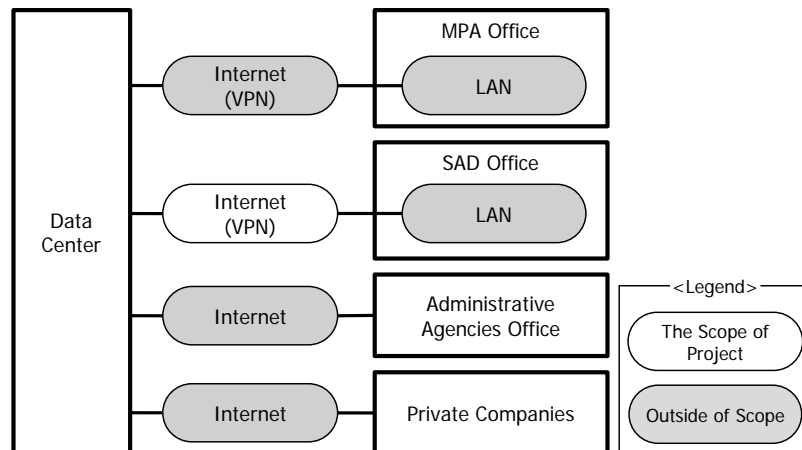 MPA Office
Internet
(VPN)
LAN
SAD Office
Internet
(VPN)
LAN
Data
Center
Internet
Administrative
Agencies Office
<Legend>
The Scope of
Project
Internet
Private Companies
Outside of Scope